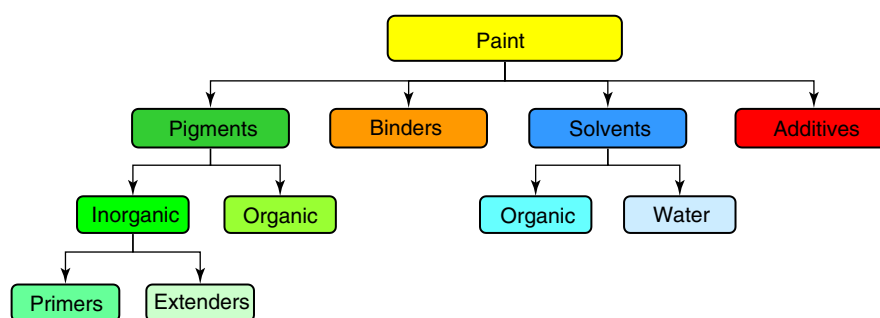 Paint
Pigments
Binders
Solvents
Additives
Inorganic
Organic
Organic
Water
Primers
Extenders